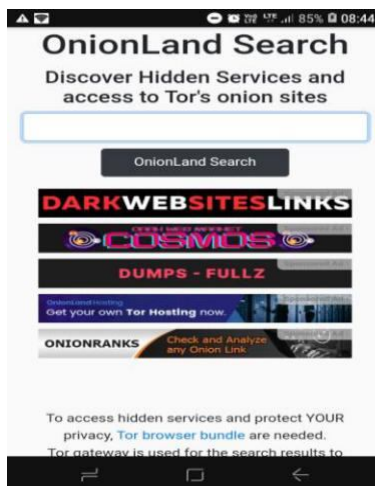 85% 08:44
OnionLand Search
Discover Hidden Services and
access to Tor's onion sites
OnionLand Search
DARKWEBSITESLINKS
COSMOS
DUMPS - FULLZ
OnionLand Hosting
Get your own Tor Hosting now.
ONIONRANKS
Check and Analyze
any Onion Link
To access hidden services and protect YOUR
privacy, Tor browser bundle are needed.
Tor gateway is used for the search results to